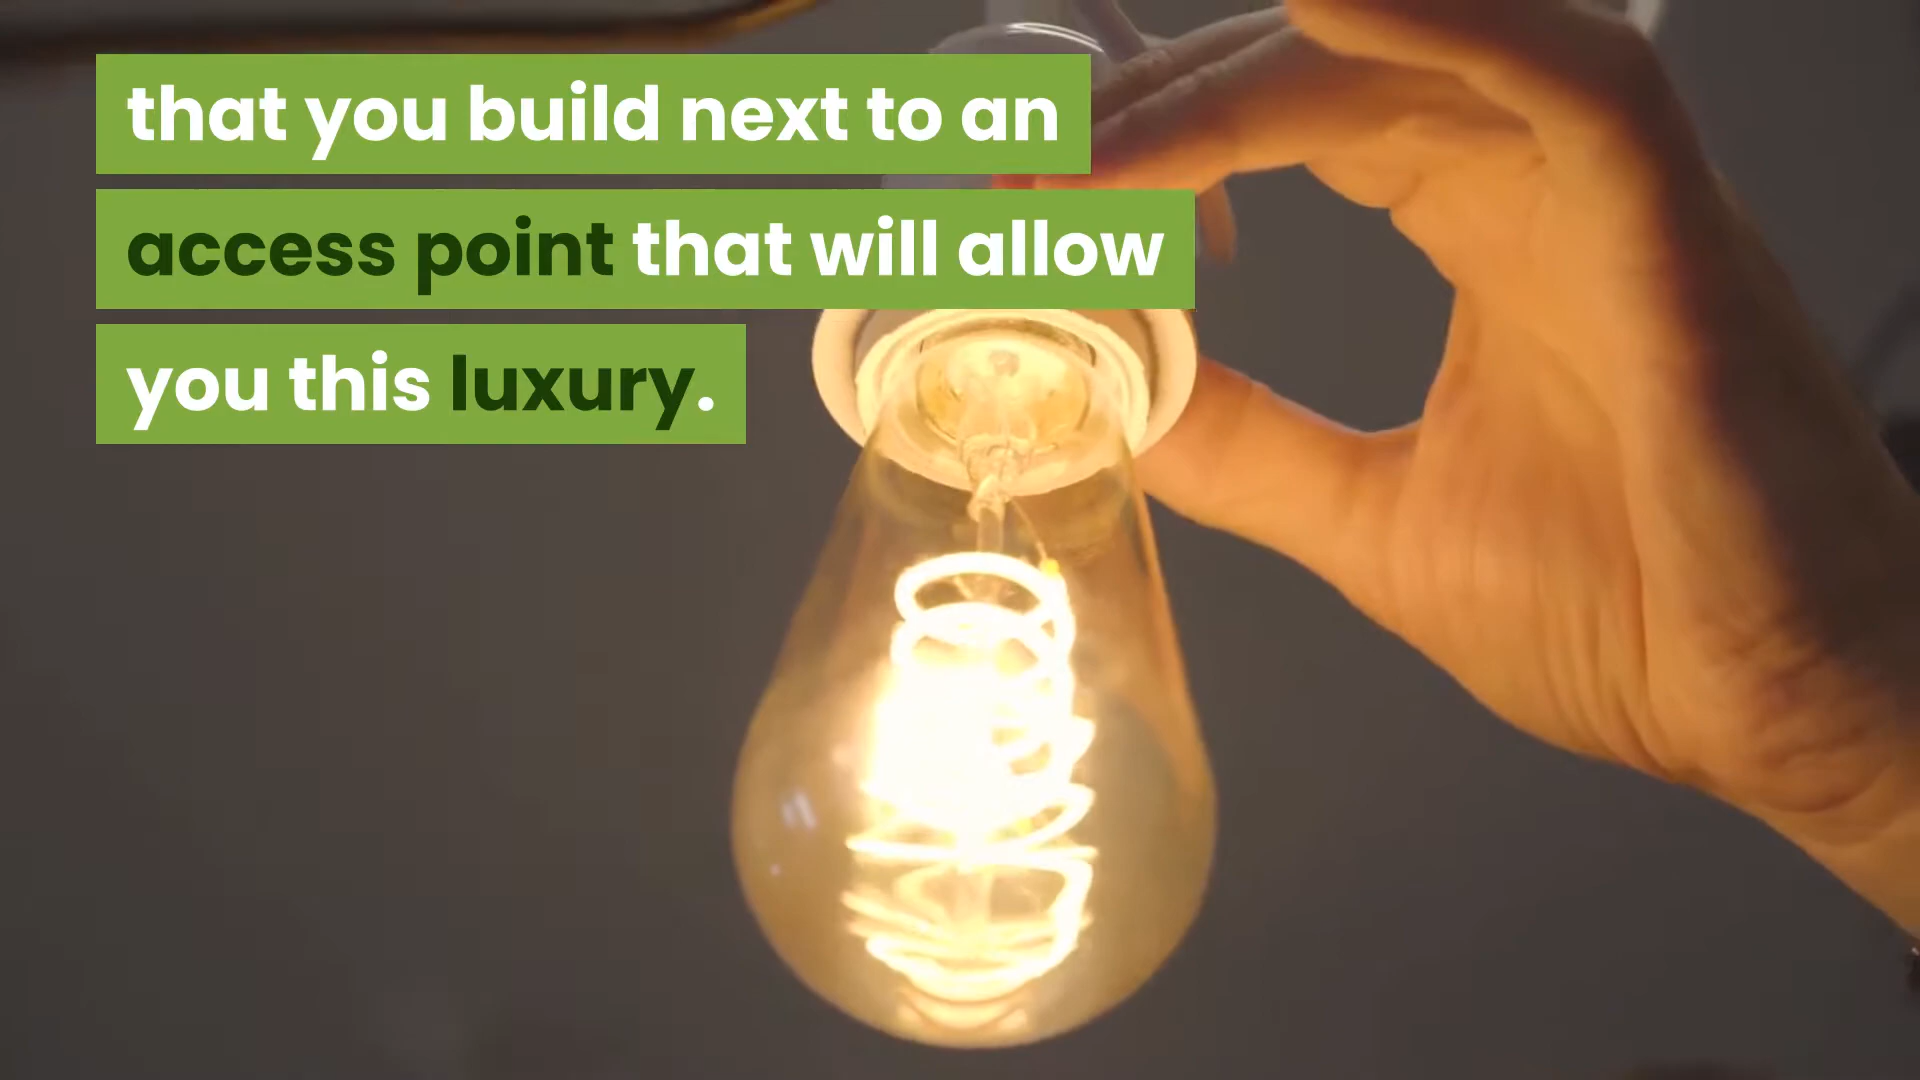 that you build next to an
access point that will allow
you this luxury.